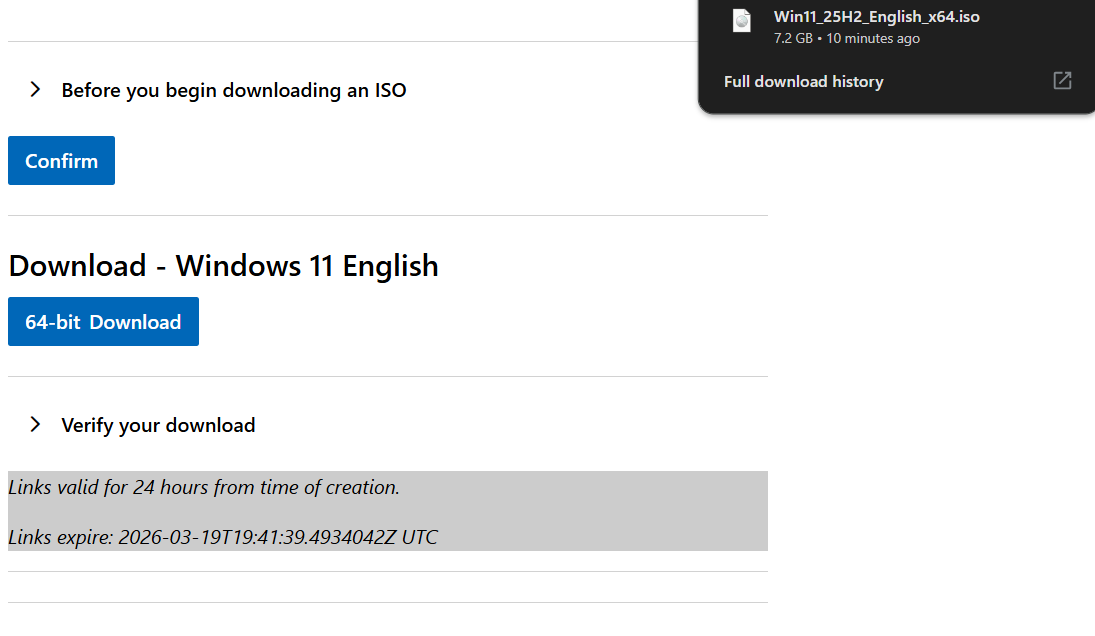 Win11_25H2_English_x64.iso
7.2 GB • 10 minutes ago
Full download history
Before you begin downloading an ISO
Confirm
Download - Windows 11 English
64-bit Download
Verify your download
Links valid for 24 hours from time of creation.
Links expire: 2026-03-19T19:41:39.4934042Z UTC